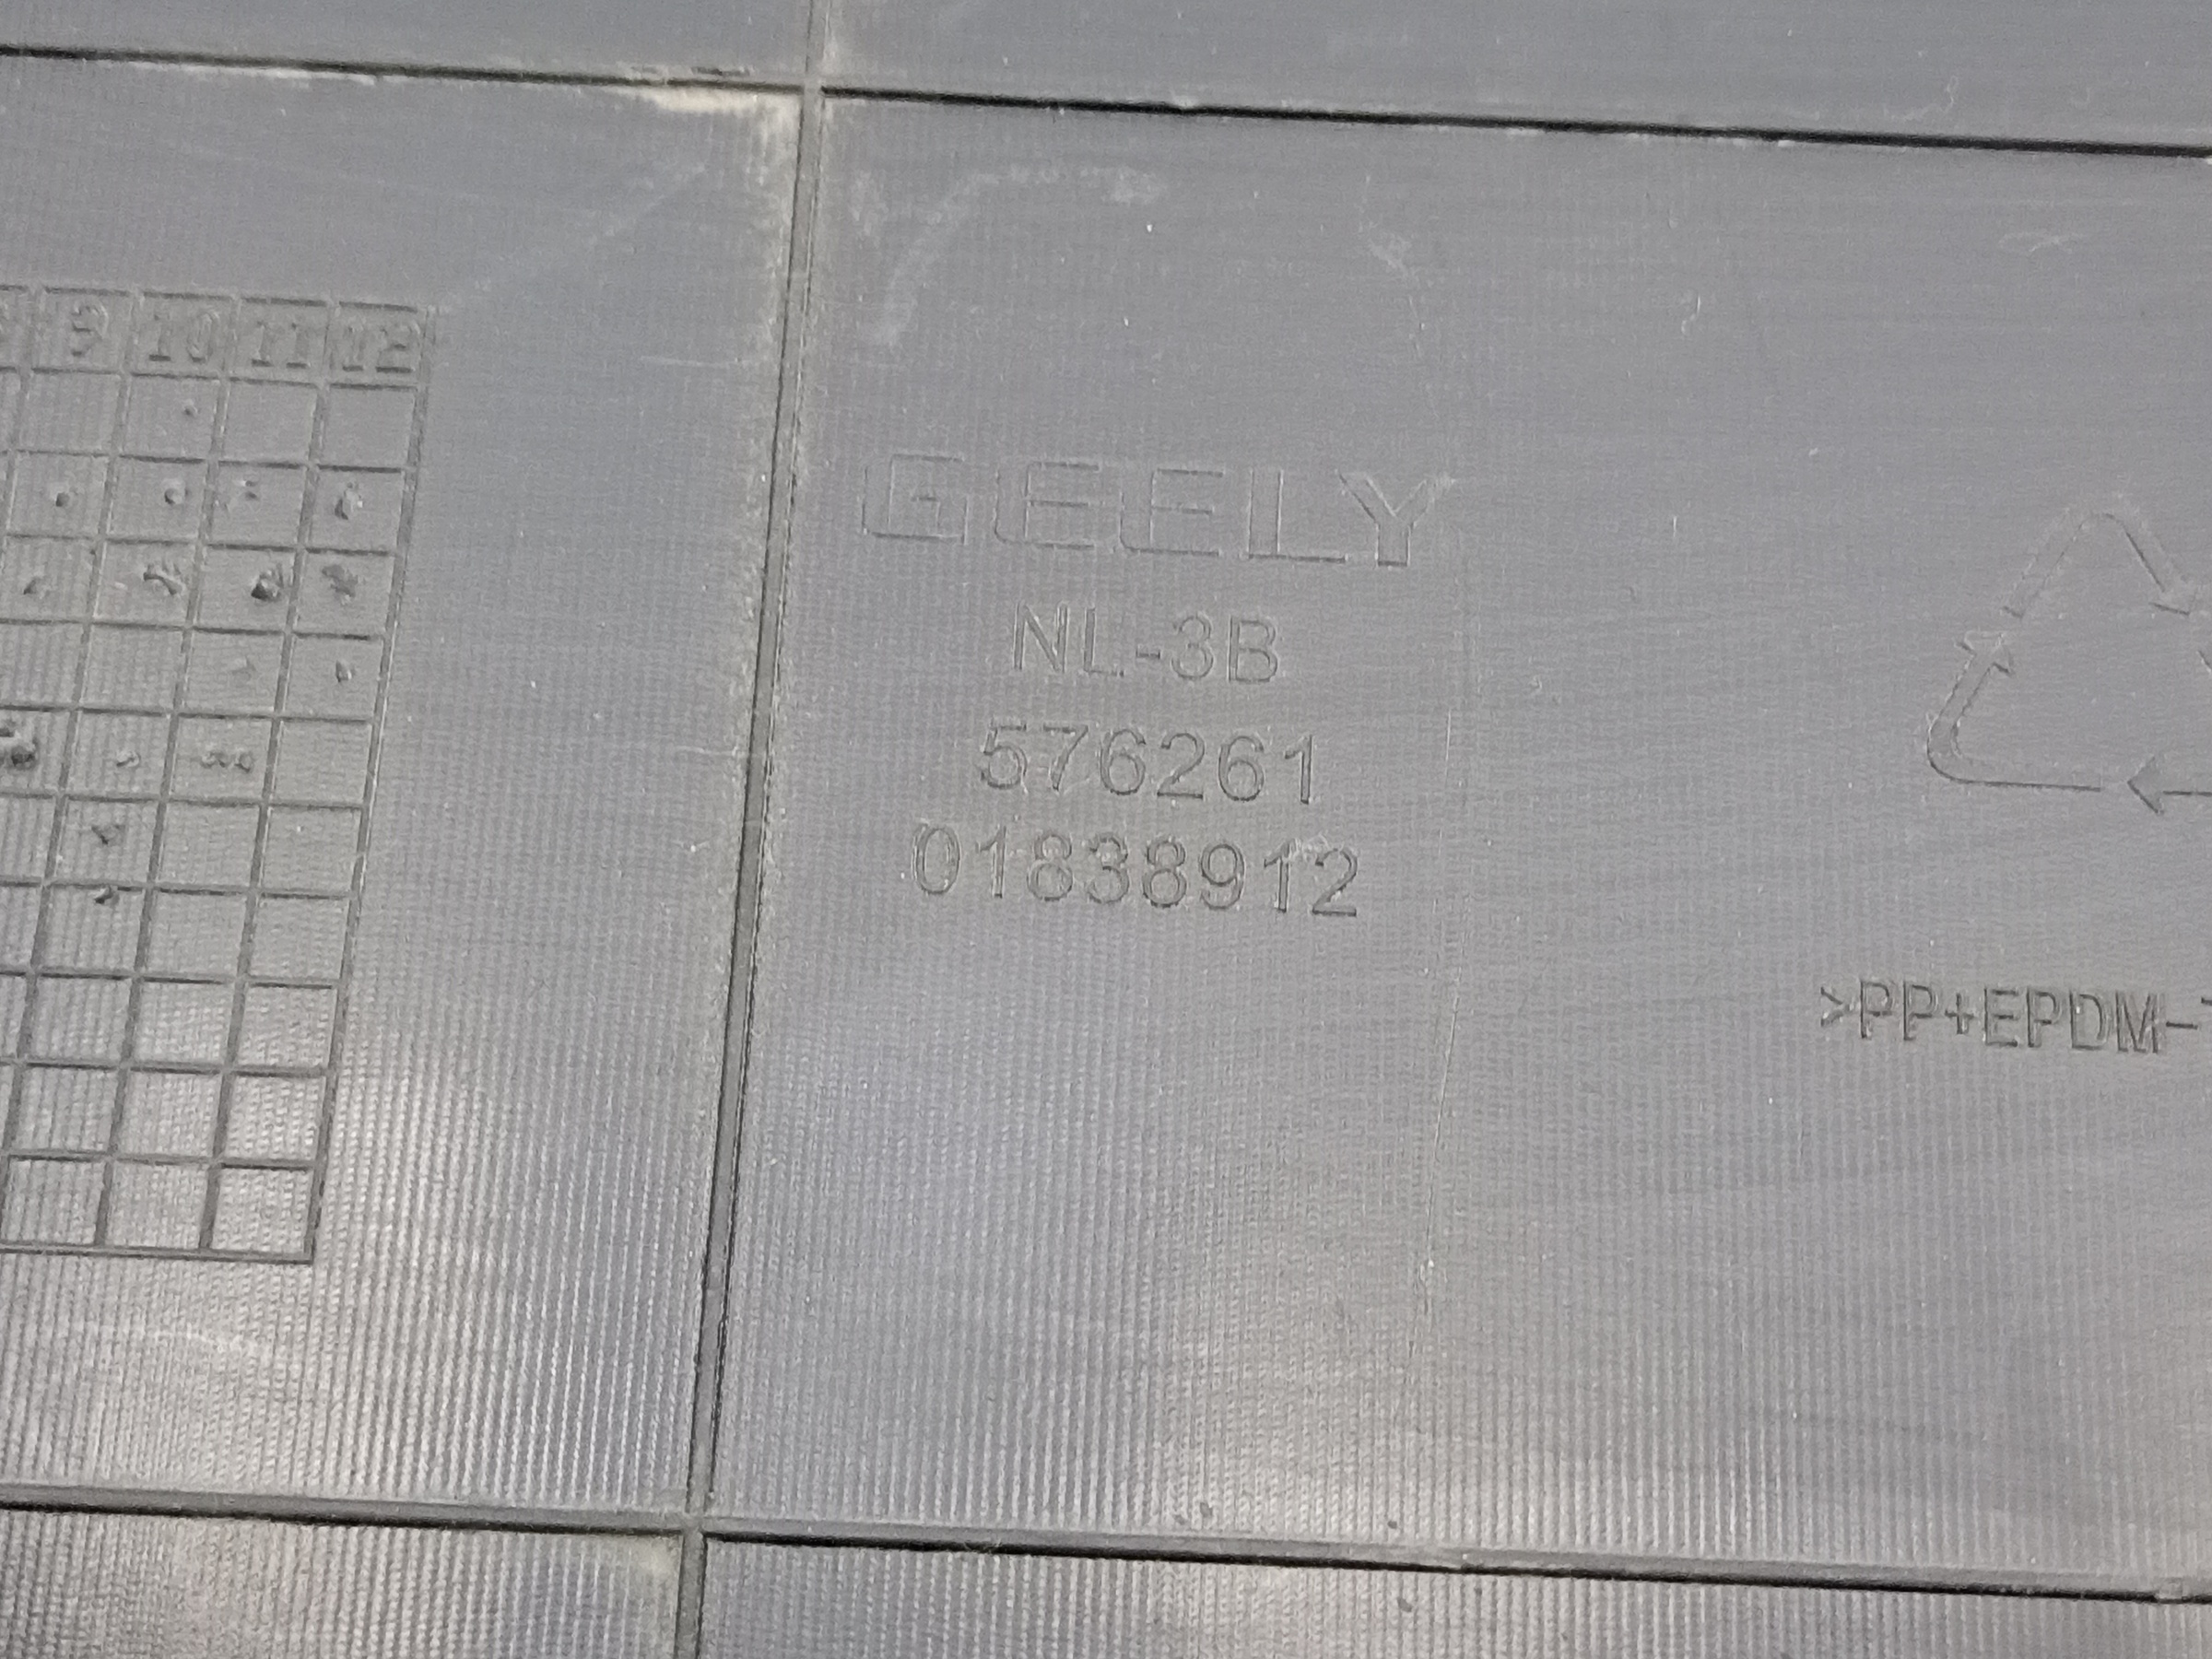 9 10 11 12
GEELY
NL-3B
576261
01838912
>PP+EPDM-